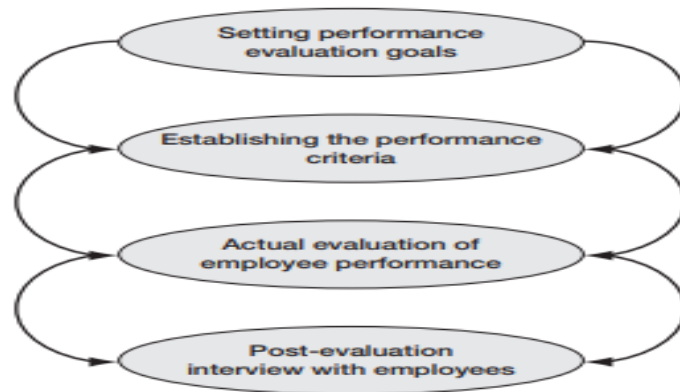 Setting performance
evaluation goals
Establishing the performance
criteria
Actual evaluation of
employee performance
Post-evaluation
interview with employees